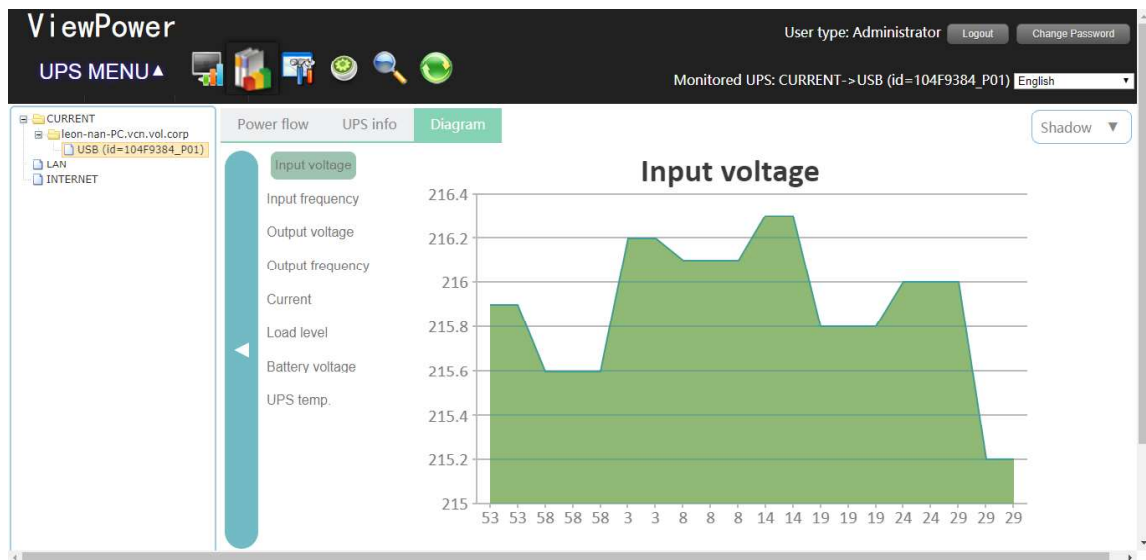 ViewPower
User type: Administrator Logout Change Password
UPS MENU▲
Monitored UPS: CURRENT->USB (id=104F9384_P01) English
CURRENT
leon-nan-PC.vcn.vol.corp
USB (id=104F9384_P01)
LAN
INTERNET
Power flow UPS info Diagram
Shadow ▼
Input voltage
Input frequency
Output voltage
Output frequency
Current
Load level
Battery voltage
UPS temp.
Input voltage
216.4
216.2
216
215.8
215.6
215.4
215.2
215
53 53 58 58 58 3 3 8 8 8 14 14 19 19 19 24 24 29 29 29